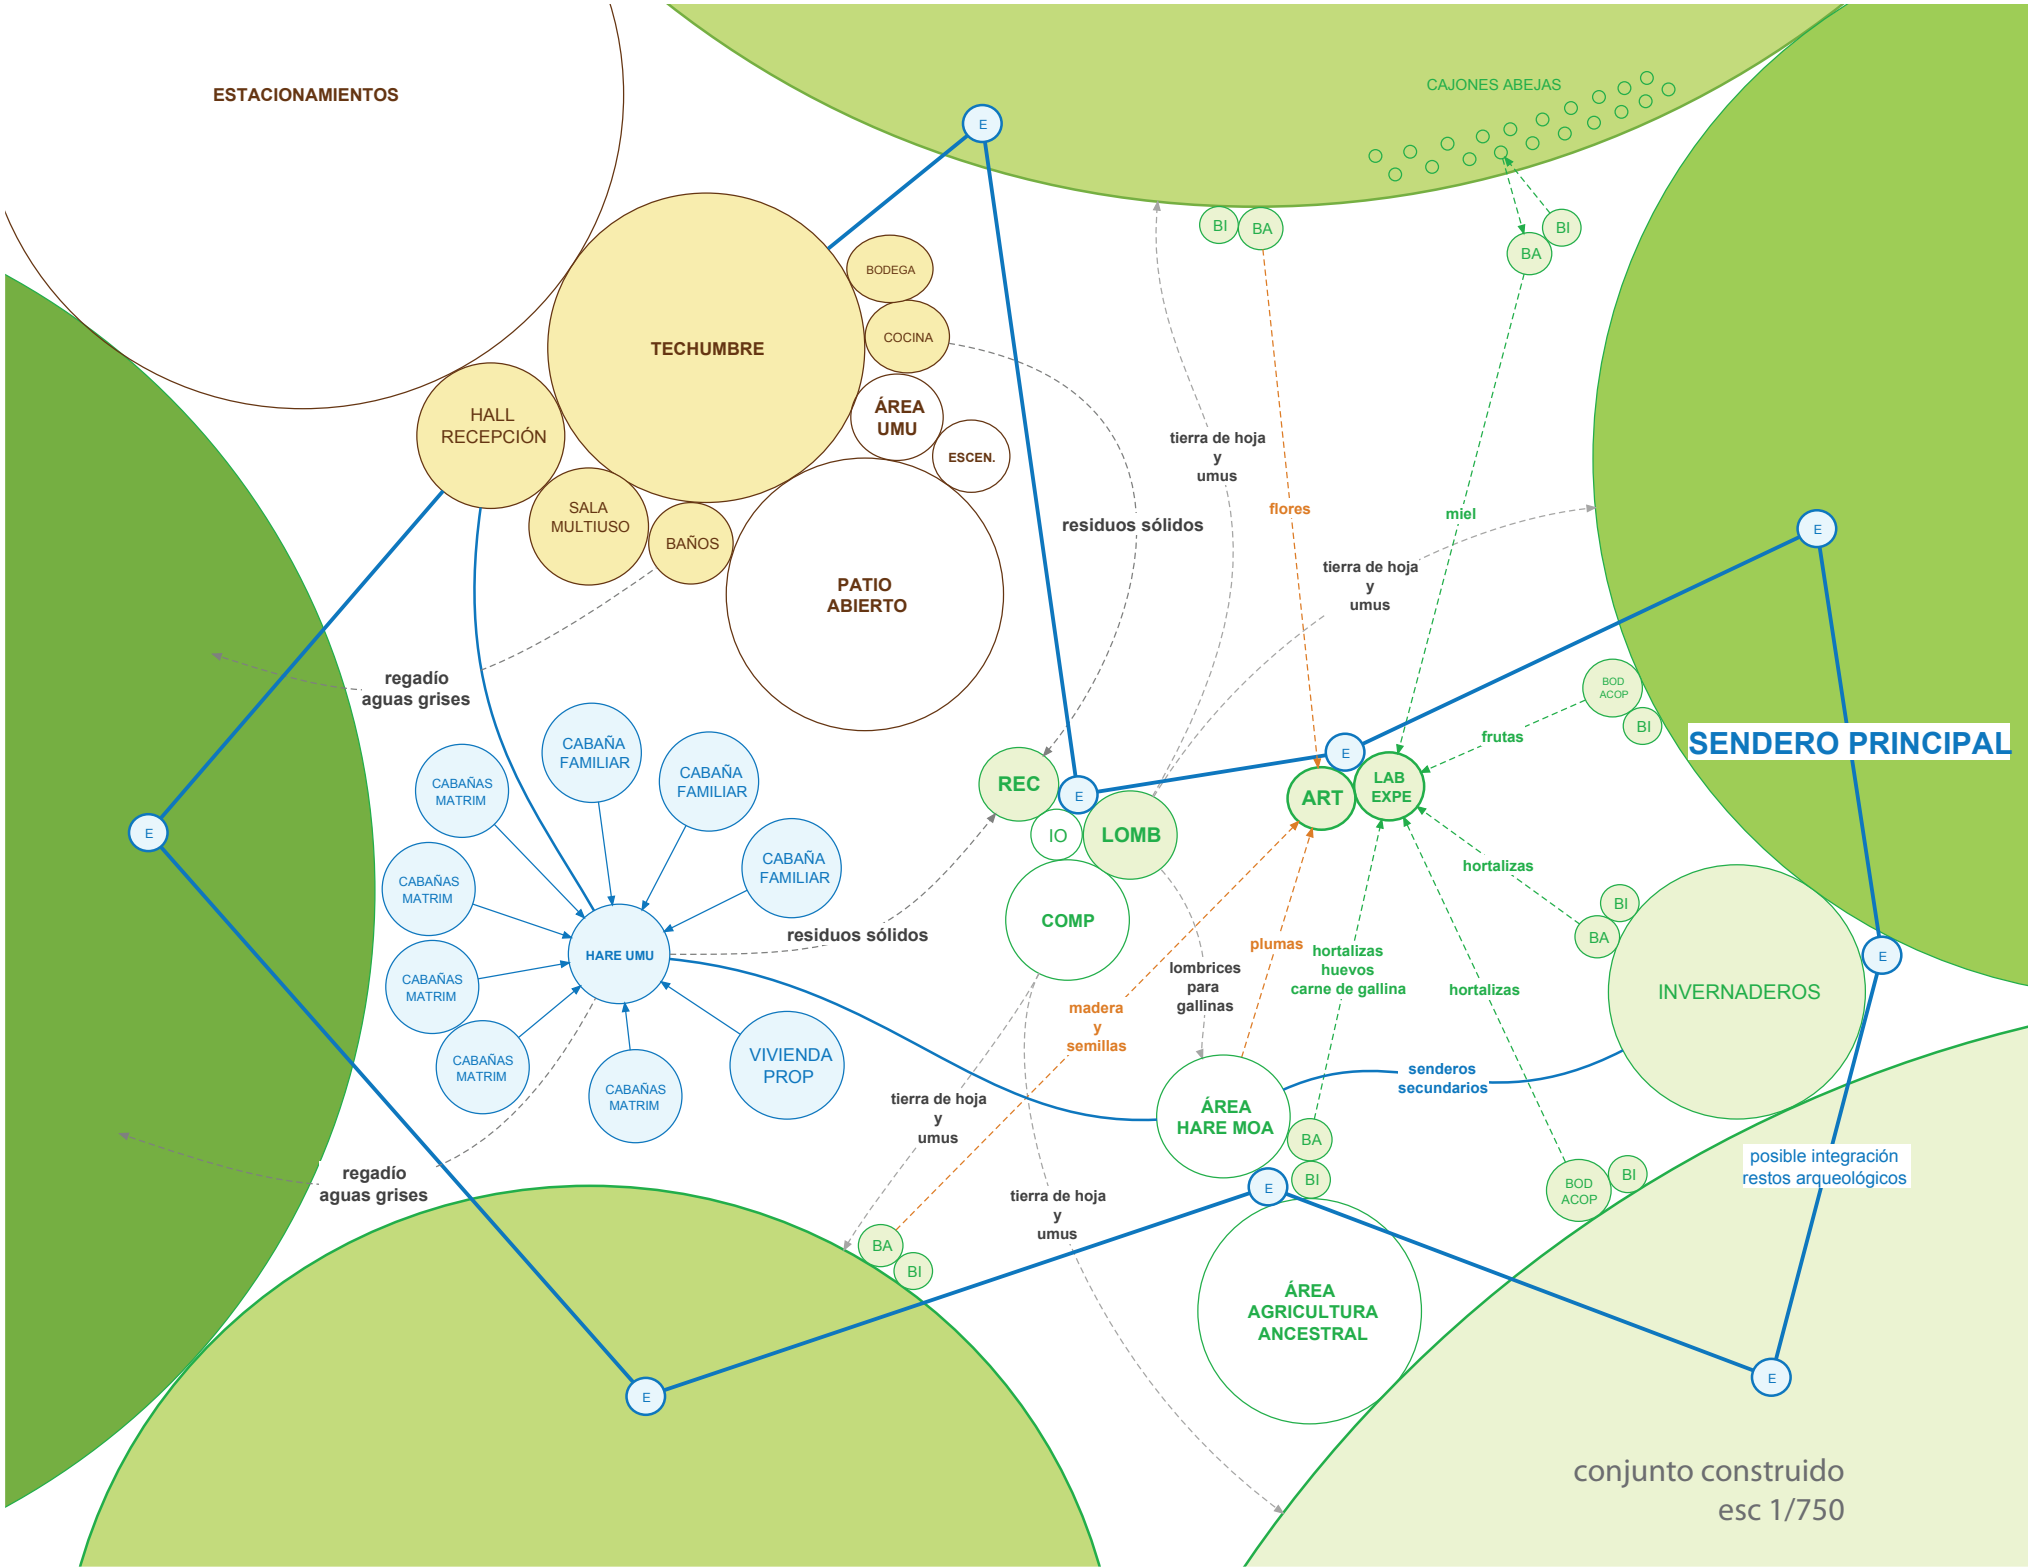 ESTACIONAMIENTOS
CAJONES ABEJAS
E
BI
BA
BI
BA
BODEGA
COCINA
TECHUMBRE
ÁREA
UMU
ESCEN.
HALL
RECEPCIÓN
SALA
MULTIUSO
BAÑOS
PATIO
ABIERTO
tierra de hoja
y
umus
residuos sólidos
flores
miel
tierra de hoja
y
umus
E
regadío
aguas grises
BOD
ACOP
BI
frutas
SENDERO PRINCIPAL
CABAÑA
FAMILIAR
CABAÑA
FAMILIAR
CABAÑAS
MATRIM
CABAÑA
FAMILIAR
CABAÑAS
MATRIM
CABAÑAS
MATRIM
CABAÑAS
MATRIM
CABAÑAS
MATRIM
VIVIENDA
PROP
HARE UMU
E
REC
E
IO
LOMB
COMP
E
ART
LAB
EXPE
hortalizas
BI
BA
INVERNADEROS
E
residuos sólidos
plumas
hortalizas
huevos
carne de gallina
hortalizas
lombrices
para
gallinas
madera
y
semillas
senderos
secundarios
ÁREA
HARE MOA
BA
BI
E
tierra de hoja
y
umus
regadío
aguas grises
tierra de hoja
y
umus
BOD
ACOP
BI
posible integración
restos arqueológicos
BA
BI
ÁREA
AGRICULTURA
ANCESTRAL
E
E
conjunto construido
esc 1/750